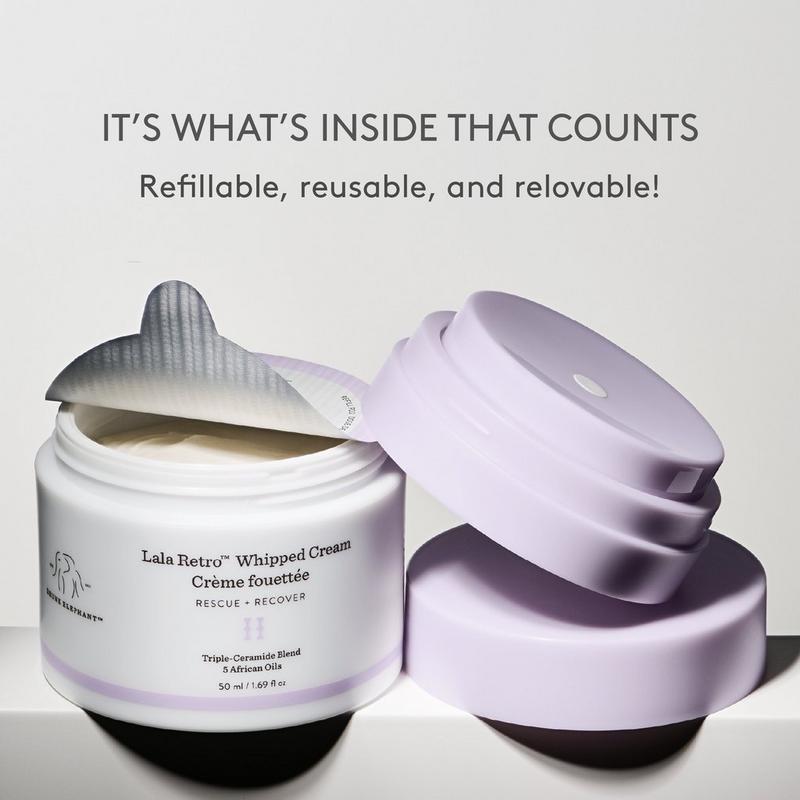 IT'S WHAT'S INSIDE THAT COUNTS
Refillable, reusable, and relovable!
Lala Retro™ Whipped Cream
Crème fouettée
RESCUE + RECOVER
Triple-Ceramide Blend
5 African Oils
50 ml / 1.69 fl oz
DRUNK ELEPHANT™